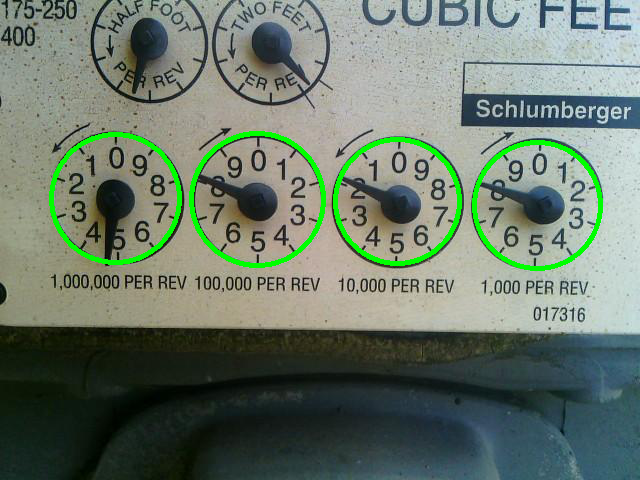 175-250
400
HALF FOOT
PER REV
TWO FEET
PER REV
CUBIC FEE
Schlumberger
0 1 2 3 4 5 6 7 8 9
0 1 2 3 4 5 6 7 8 9
0 1 2 3 4 5 6 7 8 9
0 1 2 3 4 5 6 7 8 9
1,000,000 PER REV
100,000 PER REV
10,000 PER REV
1,000 PER REV
017316